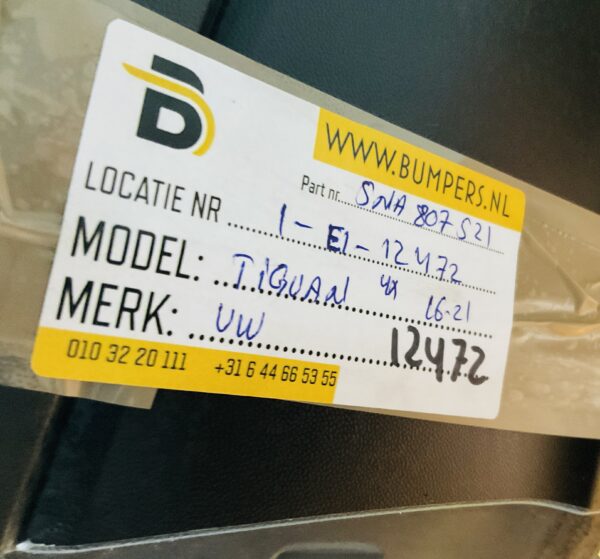 B
WWW.BUMPERS.NL
Part nr. SNA 807 521
LOCATIE NR 1-E1-12472
MODEL: TIGUAN 4x 16-21
MERK: VW 12472
010 32 20 111 +31 6 44 66 53 55